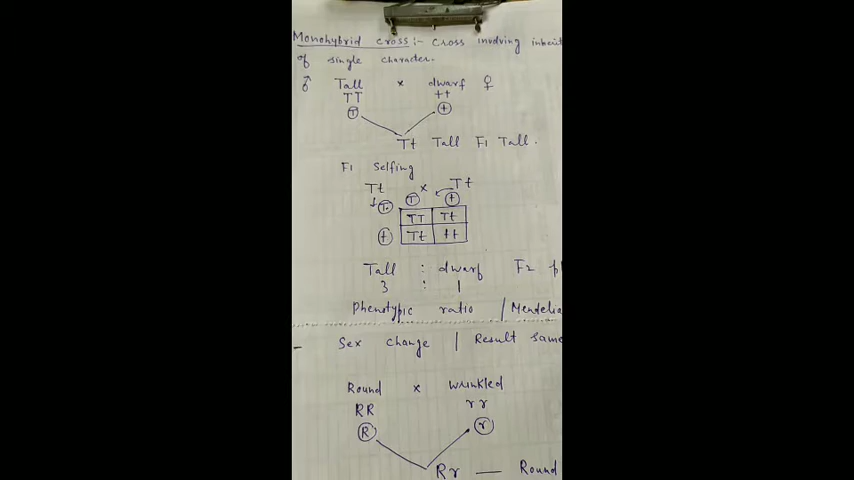 Monohybrid cross :- Cross involving inherit
of single character.
♂ Tall × dwarf ♀
TT tt
T t
Tt Tall F1 Tall.
F1 Selfing
Tt × Tt
T T t
TT Tt
t Tt tt
Tall : dwarf F2
3 : 1
Phenotypic ratio / Mendelia
- Sex change | Result same
Round × wrinkled
RR rr
R r
Rr — Round